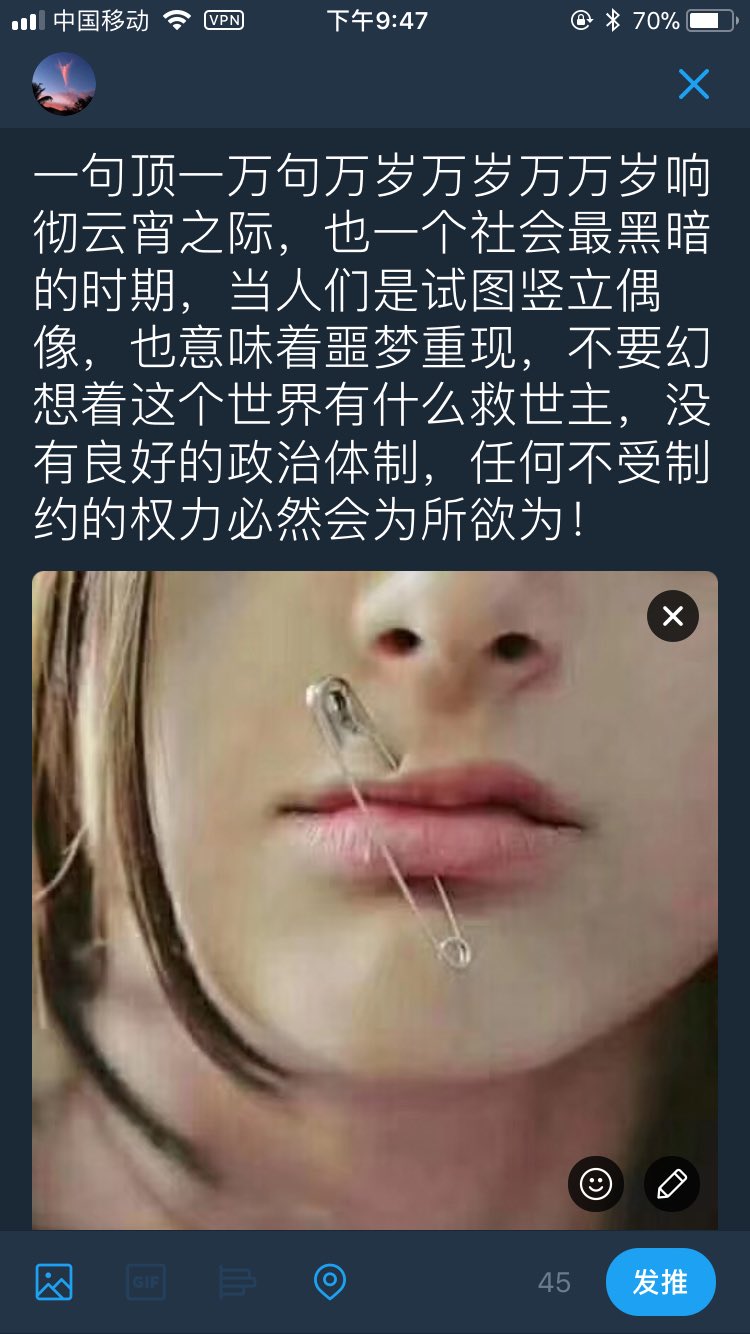 中国移动 VPN 下午9:47 70%
一句顶一万句万岁万岁万万岁响
彻云宵之际，也一个社会最黑暗
的时期，当人们是试图竖立偶
像，也意味着噩梦重现，不要幻
想着这个世界有什么救世主，没
有良好的政治体制，任何不受制
约的权力必然会为所欲为！
GIF 45 发推